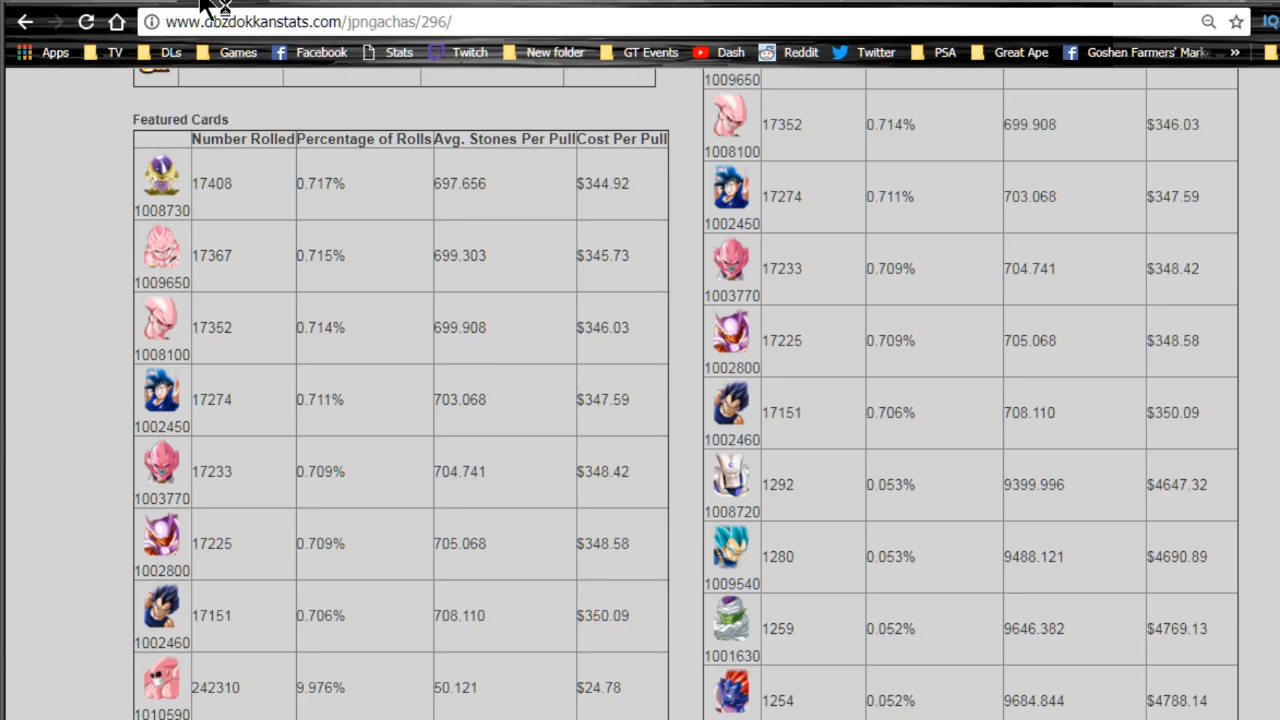 www.dbzdokkanstats.com/jpngachas/296/
Apps TV DLs Games Facebook Stats Twitch New folder GT Events Dash Reddit Twitter PSA Great Ape Goshen Farmers' Mark »
Featured Cards
Number Rolled Percentage of Rolls Avg. Stones Per Pull Cost Per Pull
17408 0.717% 697.656 $344.92
1008730
17367 0.715% 699.303 $345.73
1009650
17352 0.714% 699.908 $346.03
1008100
17274 0.711% 703.068 $347.59
1002450
17233 0.709% 704.741 $348.42
1003770
17225 0.709% 705.068 $348.58
1002800
17151 0.706% 708.110 $350.09
1002460
242310 9.976% 50.121 $24.78
1010590
1009650
17352 0.714% 699.908 $346.03
1008100
17274 0.711% 703.068 $347.59
1002450
17233 0.709% 704.741 $348.42
1003770
17225 0.709% 705.068 $348.58
1002800
17151 0.706% 708.110 $350.09
1002460
1292 0.053% 9399.996 $4647.32
1008720
1280 0.053% 9488.121 $4690.89
1009540
1259 0.052% 9646.382 $4769.13
1001630
1254 0.052% 9684.844 $4788.14